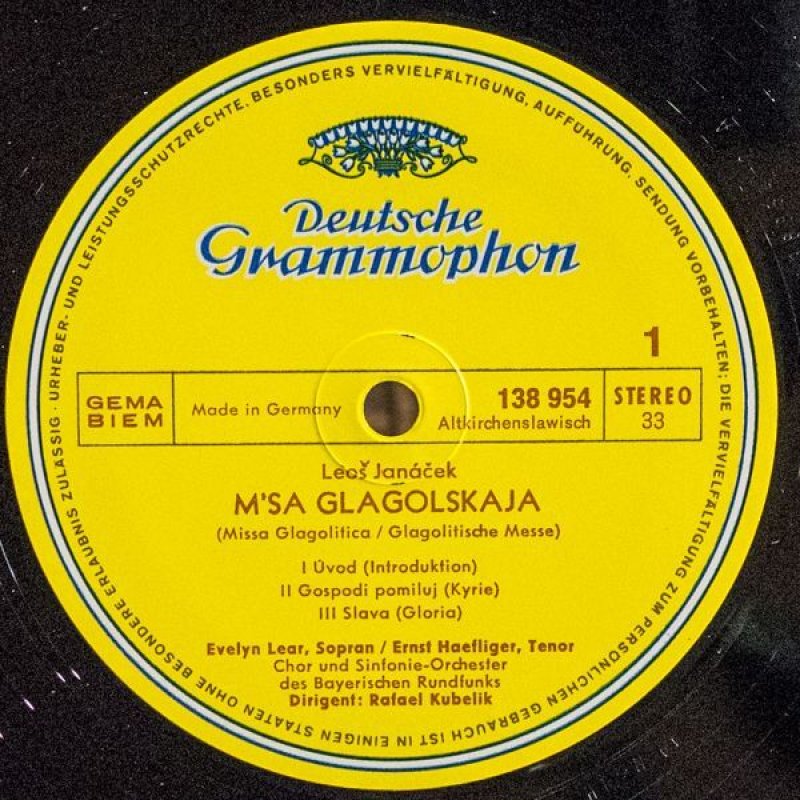 URHEBER- UND LEISTUNGSSCHUTZRECHTE, BESONDERS VERVIELFÄLTIGUNG, AUFFÜHRUNG, SENDUNG VORBEHALTEN; DIE VERVIELFÄLTIGUNG ZUM PERSÖNLICHEN GEBRAUCH IST IN EINIGEN STAATEN OHNE BESONDERE ERLAUBNIS ZULÄSSIG ·
Deutsche
Grammophon
1
GEMA
BIEM
Made in Germany
138 954
Altkirchenslawisch
STEREO
33
Leoš Janáček
M'SA GLAGOLSKAJA
(Missa Glagolitica / Glagolitische Messe)
I Úvod (Introduktion)
II Gospodi pomiluj (Kyrie)
III Slava (Gloria)
Evelyn Lear, Sopran / Ernst Haefliger, Tenor
Chor und Sinfonie-Orchester
des Bayerischen Rundfunks
Dirigent: Rafael Kubelik